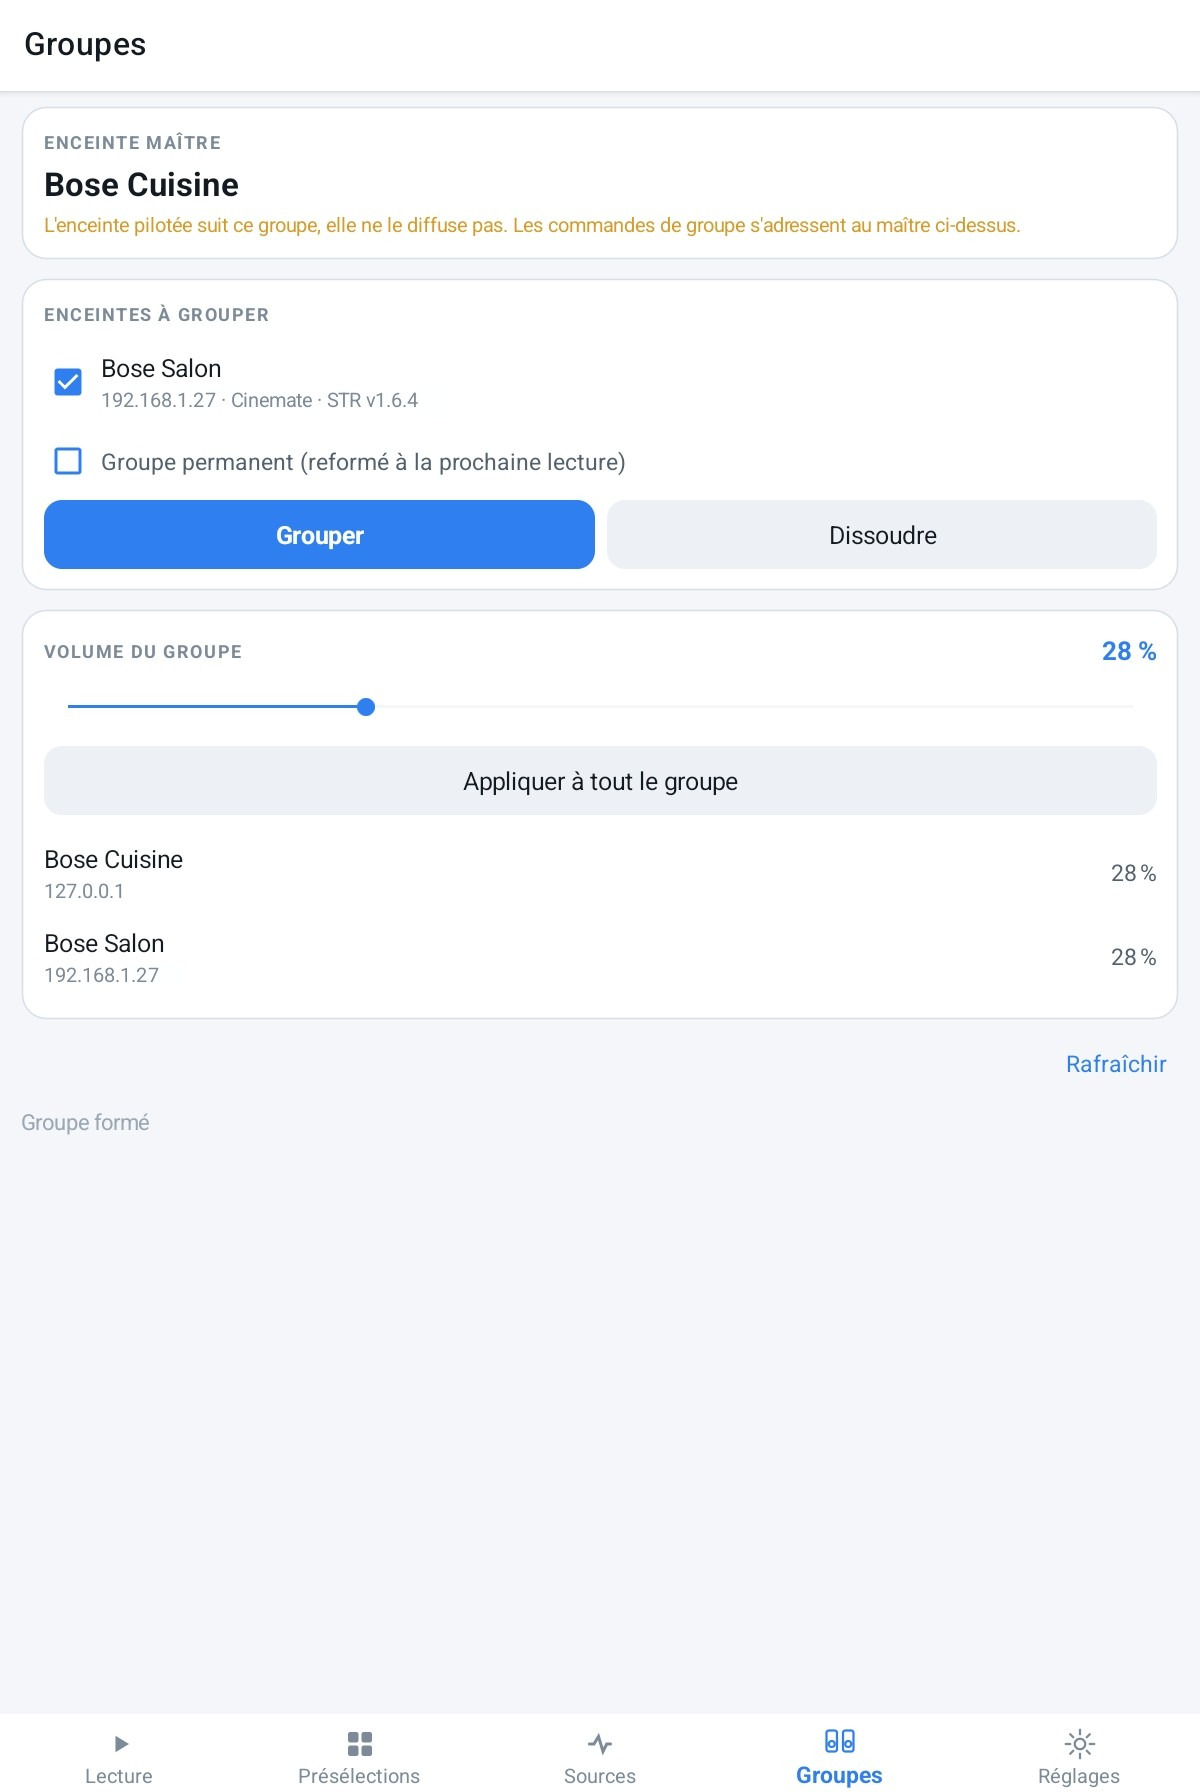 Groupes
ENCEINTE MAÎTRE
Bose Cuisine
L'enceinte pilotée suit ce groupe, elle ne le diffuse pas. Les commandes de groupe s'adressent au maître ci-dessus.
ENCEINTES À GROUPER
Bose Salon
192.168.1.27 · Cinemate · STR v1.6.4
Groupe permanent (reformé à la prochaine lecture)
Grouper
Dissoudre
VOLUME DU GROUPE
28 %
Appliquer à tout le groupe
Bose Cuisine
127.0.0.1
28 %
Bose Salon
192.168.1.27
28 %
Rafraîchir
Groupe formé
Lecture
Présélections
Sources
Groupes
Réglages